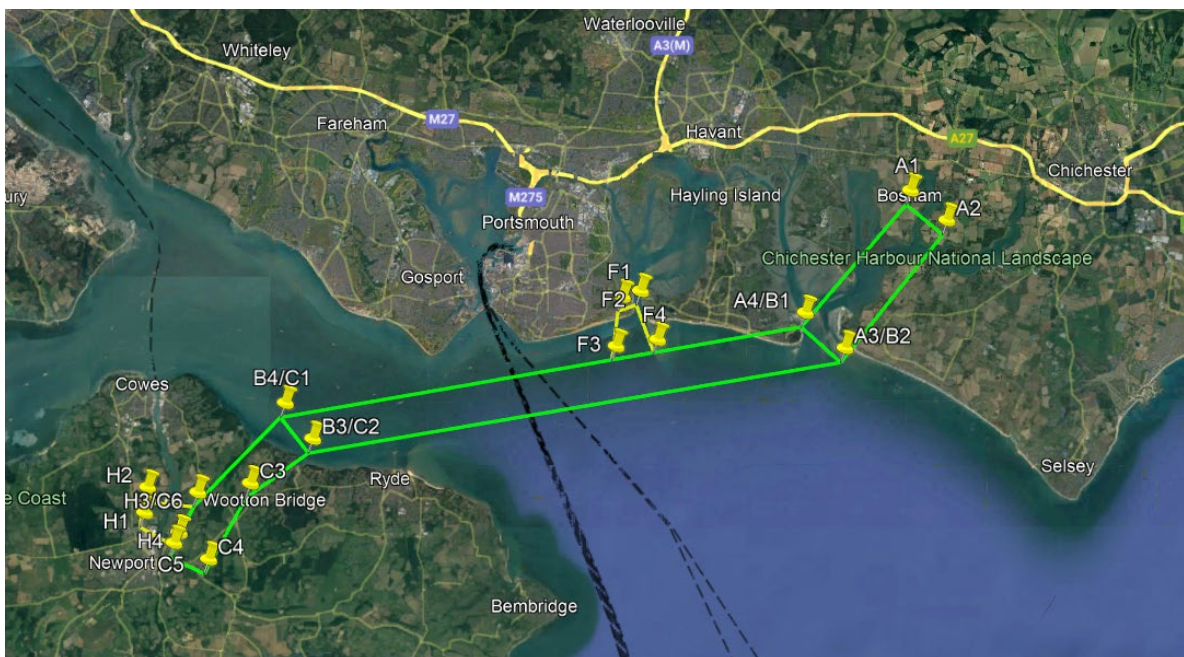 Waterlooville
A3(M)
Whiteley
Fareham
M27
Havant
A27
Chichester
A1
Bosham
A2
ury
M275
Hayling Island
Portsmouth
Gosport
Chichester Harbour National Landscape
F1
F2
F4
F3
A4/B1
A3/B2
Cowes
B4/C1
B3/C2
C3
Ryde
Selsey
H2
H3/C6
Wootton Bridge
e Coast
H1
H4
C4
Newport
C5
Bembridge